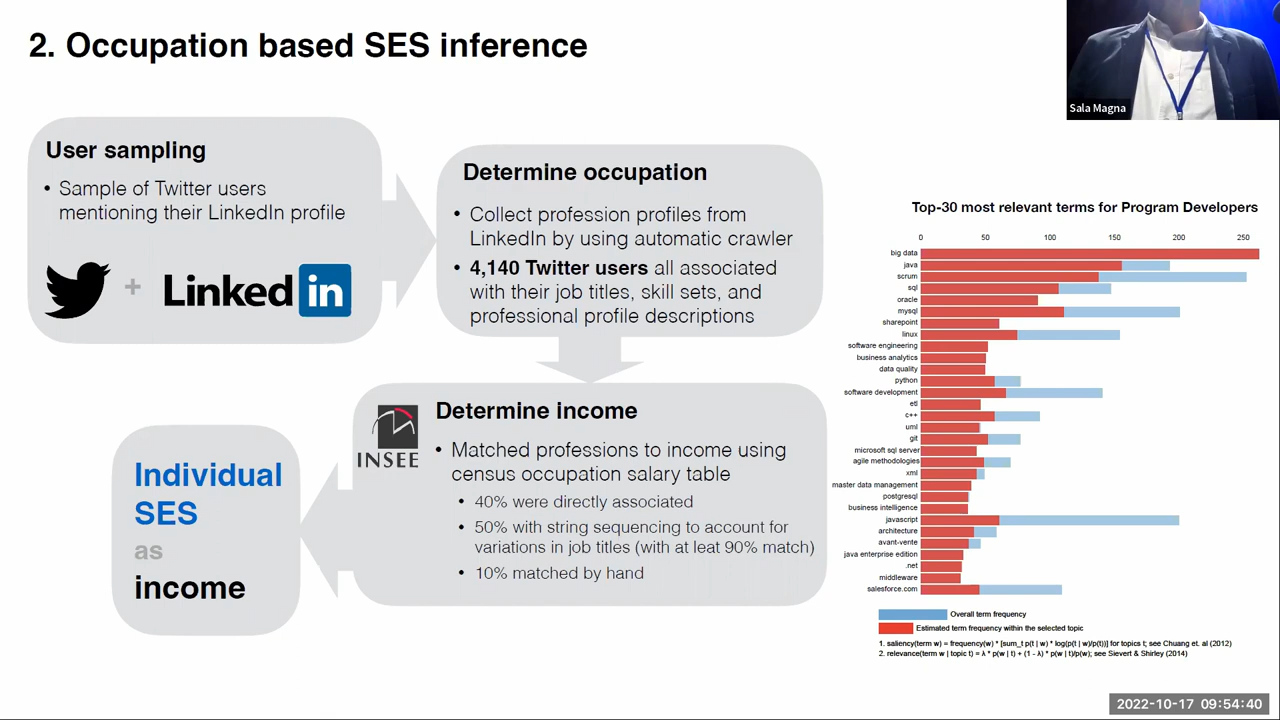 2. Occupation based SES inference
Sala Magna
User sampling
• Sample of Twitter users
mentioning their LinkedIn profile
+ Linked in
Determine occupation
• Collect profession profiles from
LinkedIn by using automatic crawler
• 4,140 Twitter users all associated
with their job titles, skill sets, and
professional profile descriptions
INSEE
Determine income
• Matched professions to income using
census occupation salary table
• 40% were directly associated
• 50% with string sequencing to account for
variations in job titles (with at leat 90% match)
• 10% matched by hand
Individual
SES
as
income
Top-30 most relevant terms for Program Developers
0 50 100 150 200 250
big data
java
scrum
sql
oracle
mysql
sharepoint
linux
software engineering
business analytics
data quality
python
software development
etl
c++
uml
git
microsoft sql server
agile methodologies
xml
master data management
postgresql
business intelligence
javascript
architecture
avant-vente
java enterprise edition
.net
middleware
salesforce.com
Overall term frequency
Estimated term frequency within the selected topic
1. saliency(term w) = frequency(w) * [sum_t p(t | w) * log(p(t | w)/p(t))] for topics t; see Chuang et. al (2012)
2. relevance(term w | topic t) = λ * p(w | t) + (1 - λ) * p(w | t)/p(w); see Sievert & Shirley (2014)
2022-10-17 09:54:40